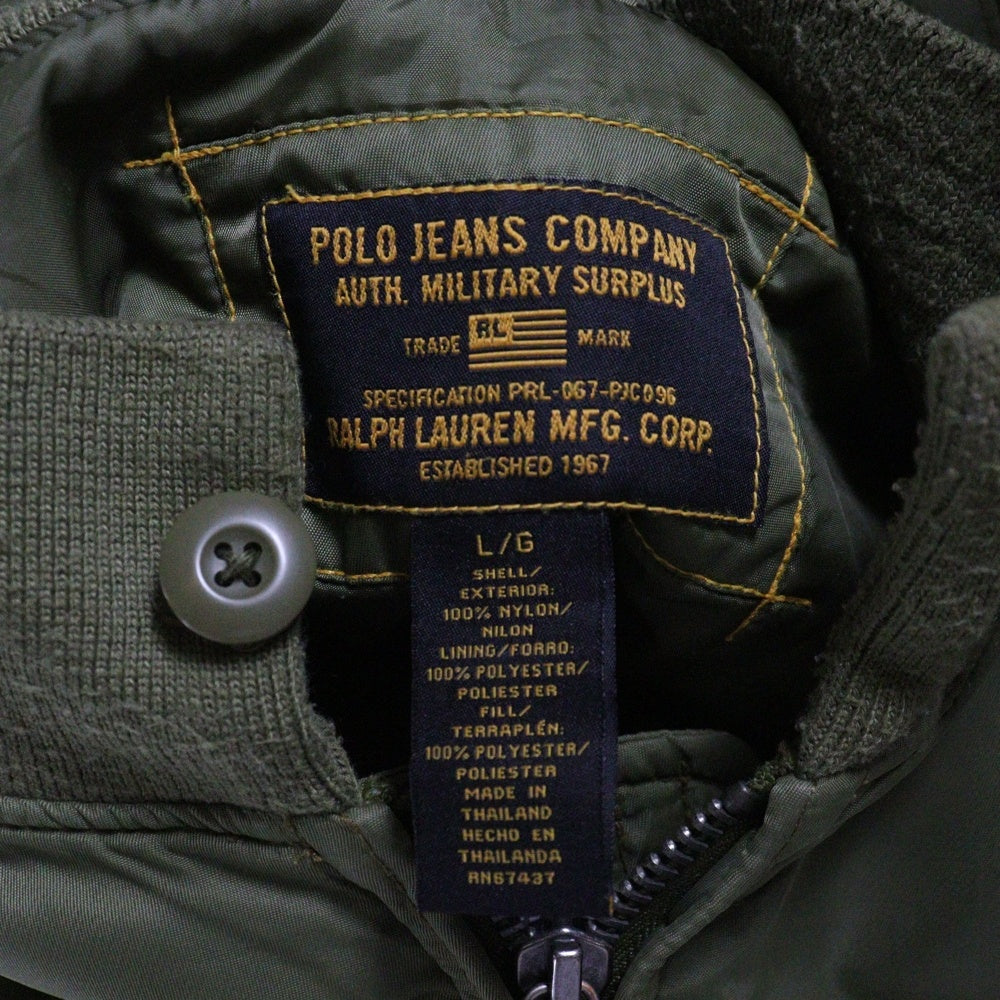 POLO JEANS COMPANY
AUTH. MILITARY SURPLUS
TRADE RL MARK
SPECIFICATION PRL-067-PJC096
RALPH LAUREN MFG. CORP.
ESTABLISHED 1967
L/G
SHELL/
EXTERIOR:
100% NYLON/
NILON
LINING/FORRO:
100% POLYESTER/
POLIESTER
FILL/
TERRAPLÉN:
100% POLYESTER/
POLIESTER
MADE IN
THAILAND
HECHO EN
THAILANDA
RN67437